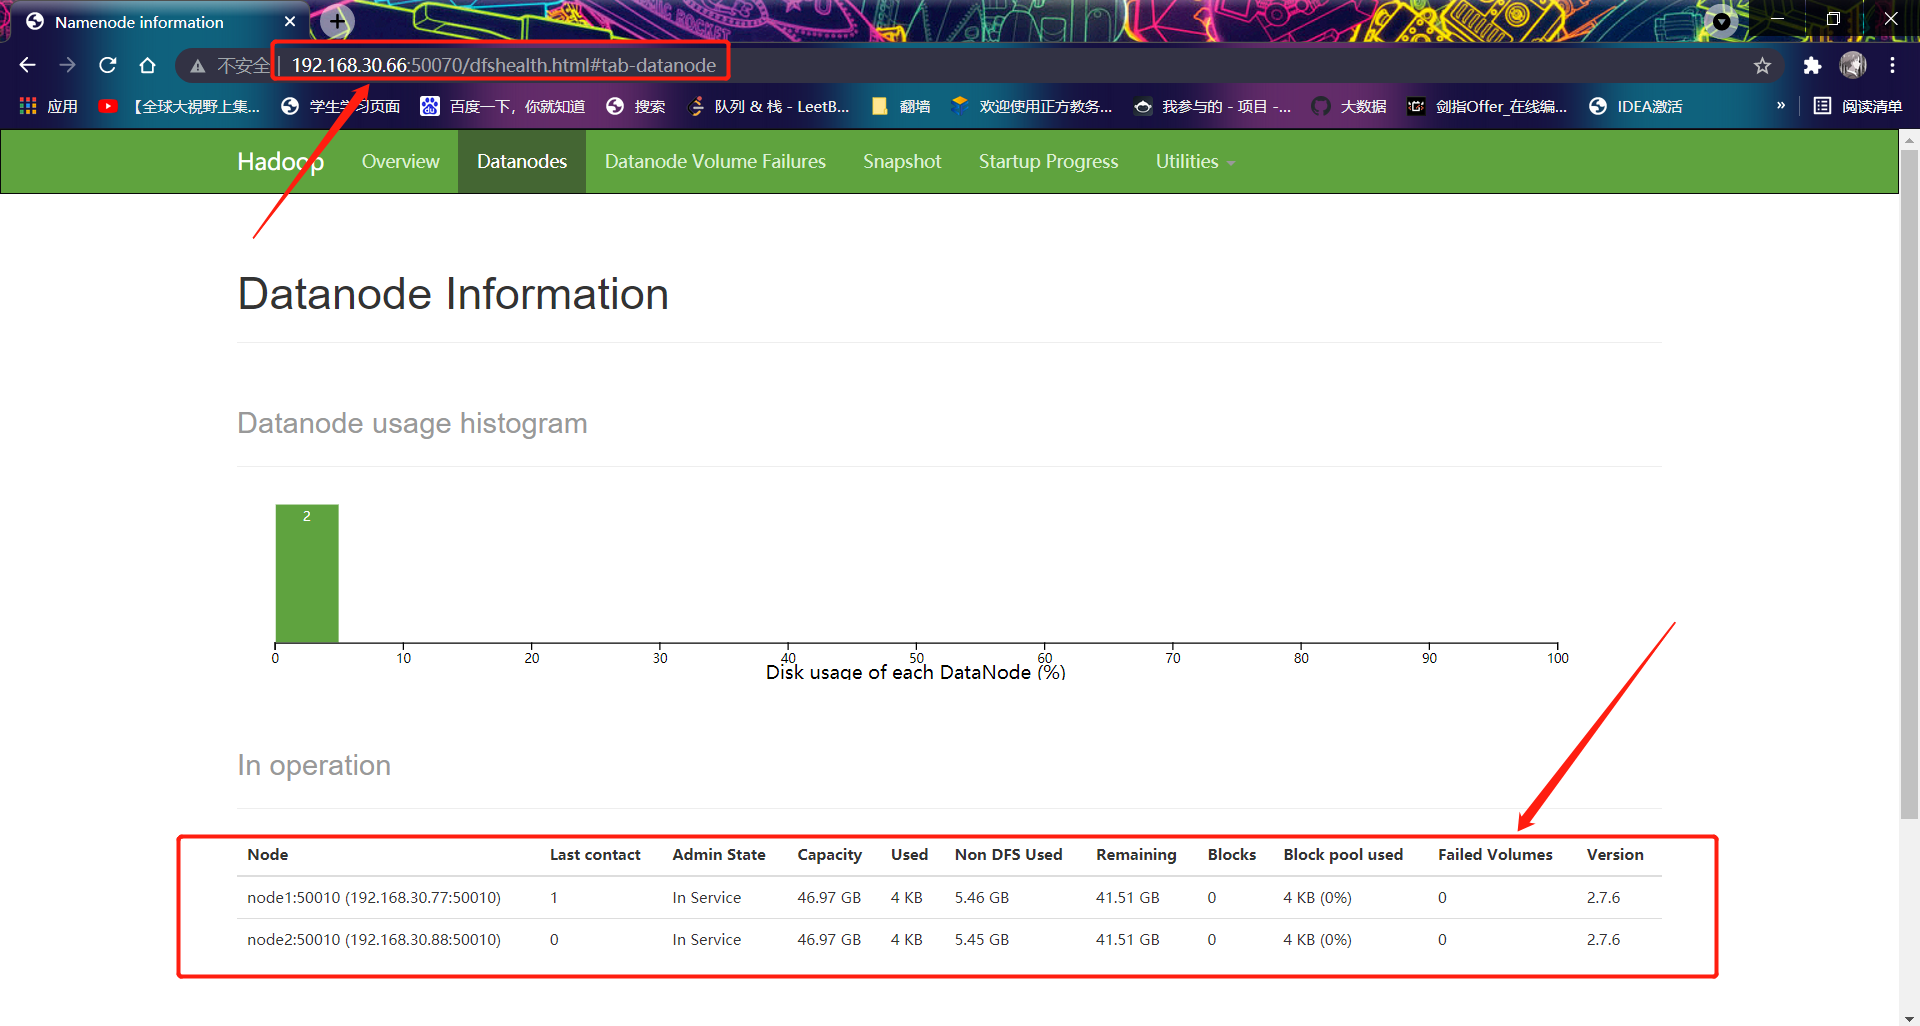 Namenode information
不安全 | 192.168.30.66:50070/dfshealth.html#tab-datanode
应用 【全球大視野上集... 学生学习页面 百度一下，你就知道 搜索 队列 & 栈 - LeetB... 翻墙 欢迎使用正方教务... 我参与的 - 项目 -... 大数据 剑指Offer_在线编... IDEA激活 » 阅读清单
Hadoop Overview Datanodes Datanode Volume Failures Snapshot Startup Progress Utilities
Datanode Information
Datanode usage histogram
2
0 10 20 30 40 50 60 70 80 90 100
Disk usage of each DataNode (%)
In operation
Node Last contact Admin State Capacity Used Non DFS Used Remaining Blocks Block pool used Failed Volumes Version
node1:50010 (192.168.30.77:50010) 1 In Service 46.97 GB 4 KB 5.46 GB 41.51 GB 0 4 KB (0%) 0 2.7.6
node2:50010 (192.168.30.88:50010) 0 In Service 46.97 GB 4 KB 5.45 GB 41.51 GB 0 4 KB (0%) 0 2.7.6